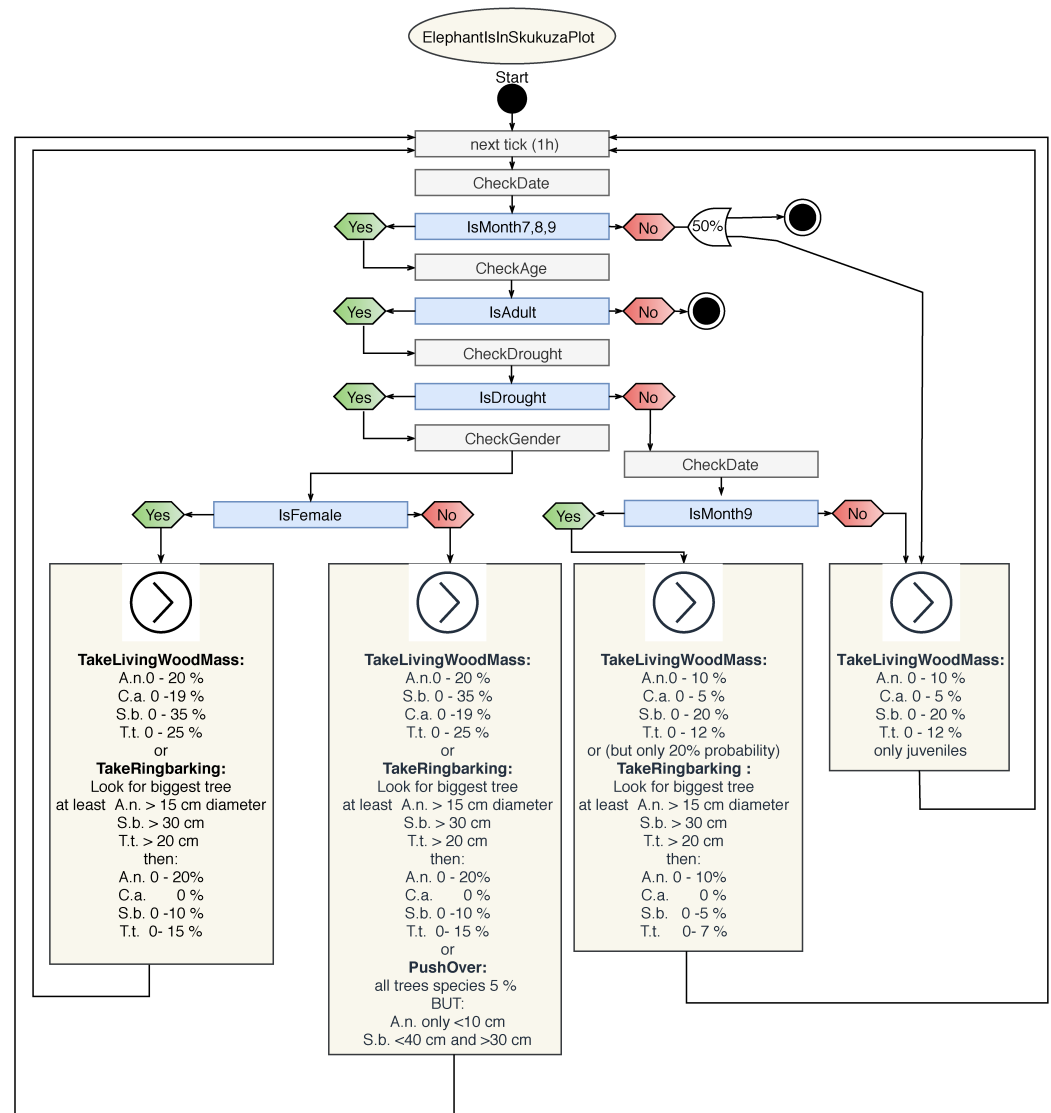 ElephantIsInSkukuzaPlot
Start
next tick (1h)
CheckDate
Yes
IsMonth7,8,9
No
50%
CheckAge
Yes
IsAdult
No
CheckDrought
Yes
IsDrought
No
CheckGender
CheckDate
Yes
IsFemale
No
Yes
IsMonth9
No
TakeLivingWoodMass:
A.n.0 - 20 %
C.a. 0 -19 %
S.b. 0 - 35 %
T.t. 0 - 25 %
or
TakeRingbarking:
Look for biggest tree
at least A.n. > 15 cm diameter
S.b. > 30 cm
T.t. > 20 cm
then:
A.n. 0 - 20%
C.a. 0 %
S.b. 0 -10 %
T.t. 0- 15 %
TakeLivingWoodMass:
A.n.0 - 20 %
S.b. 0 - 35 %
C.a. 0 -19 %
T.t. 0 - 25 %
or
TakeRingbarking:
Look for biggest tree
at least A.n. > 15 cm diameter
S.b. > 30 cm
T.t. > 20 cm
then:
A.n. 0 - 20%
C.a. 0 %
S.b. 0 -10 %
T.t. 0- 15 %
or
PushOver:
all trees species 5 %
BUT:
A.n. only <10 cm
S.b. <40 cm and >30 cm
TakeLivingWoodMass:
A.n.0 - 10 %
C.a. 0 - 5 %
S.b. 0 - 20 %
T.t. 0 - 12 %
or (but only 20% probability)
TakeRingbarking :
Look for biggest tree
at least A.n. > 15 cm diameter
S.b. > 30 cm
T.t. > 20 cm
then:
A.n. 0 - 10%
C.a. 0 %
S.b. 0 -5 %
T.t. 0- 7 %
TakeLivingWoodMass:
A.n. 0 - 10 %
C.a. 0 - 5 %
S.b. 0 - 20 %
T.t. 0 - 12 %
only juveniles